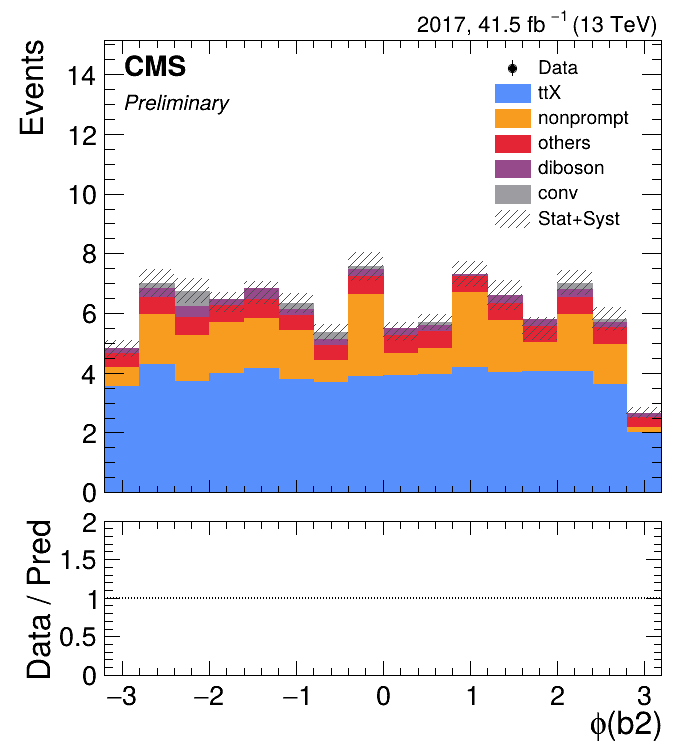 2017, 41.5 fb⁻¹ (13 TeV)
CMS
Preliminary
Data
ttX
nonprompt
others
diboson
conv
Stat+Syst
Events
14
12
10
8
6
4
2
0
Data / Pred
2
1.5
1
0.5
0
−3
−2
−1
0
1
2
3
ϕ(b2)